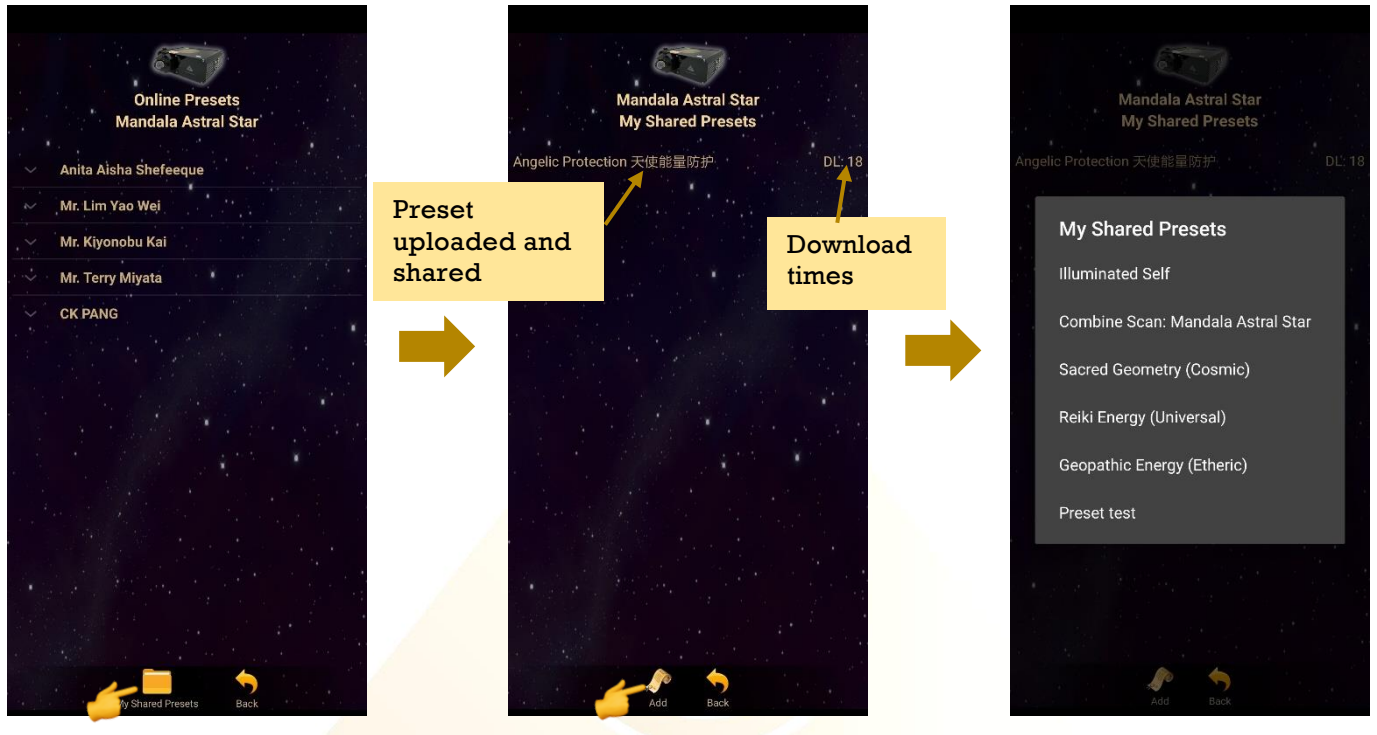 Online Presets
Mandala Astral Star
Anita Aisha Shefeeque
Mr. Lim Yao Wei
Mr. Kiyonobu Kai
Mr. Terry Miyata
CK PANG
My Shared Presets
Back
Preset
uploaded and
shared
Mandala Astral Star
My Shared Presets
Angelic Protection 天使能量防护
DL: 18
Download
times
Add
Back
Mandala Astral Star
My Shared Presets
Angelic Protection 天使能量防护
DL: 18
My Shared Presets
Illuminated Self
Combine Scan: Mandala Astral Star
Sacred Geometry (Cosmic)
Reiki Energy (Universal)
Geopathic Energy (Etheric)
Preset test
Add
Back